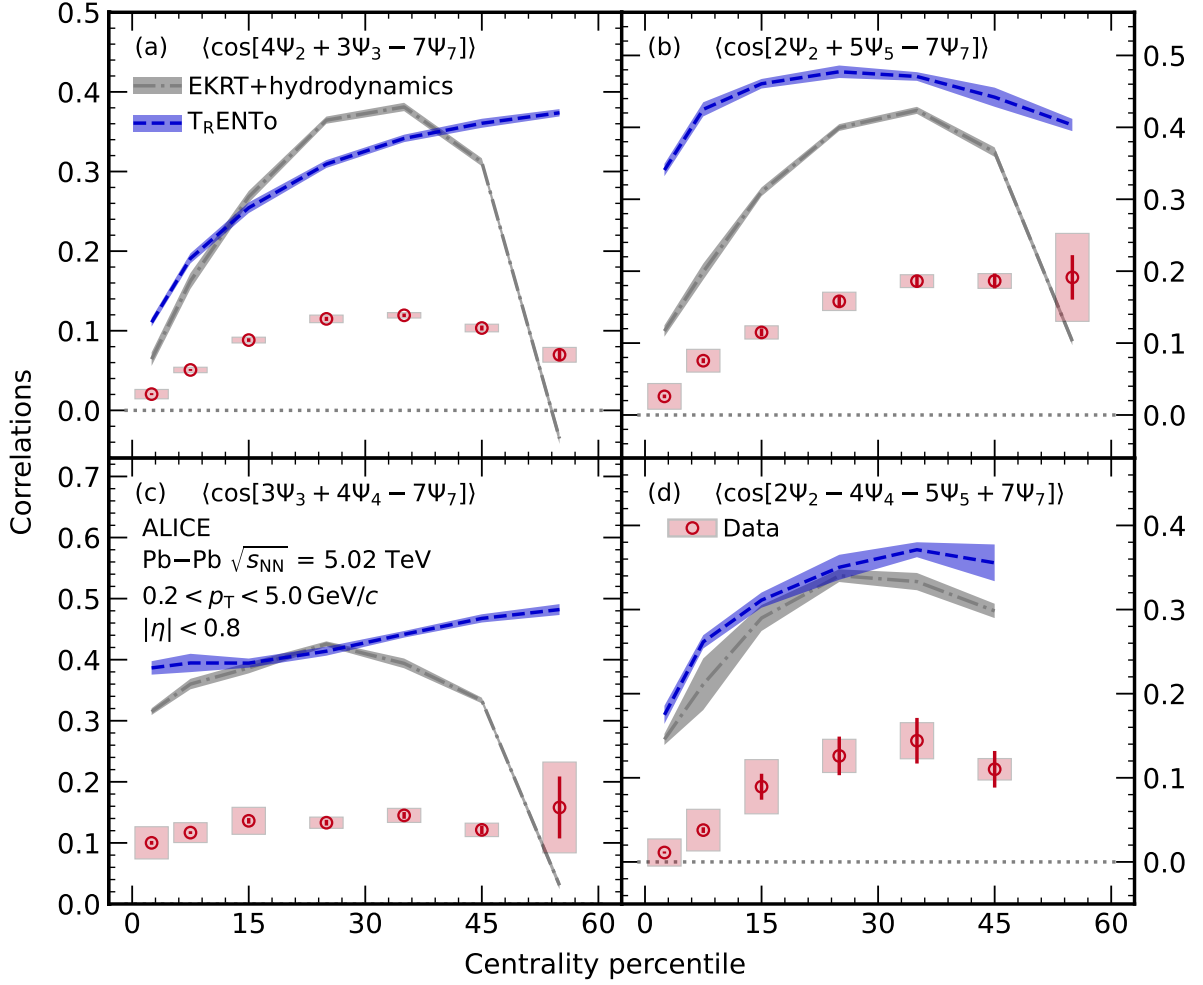 (a) ⟨cos[4Ψ₂ + 3Ψ₃ − 7Ψ₇]⟩
EKRT+hydrodynamics
TRENTo
(b) ⟨cos[2Ψ₂ + 5Ψ₅ − 7Ψ₇]⟩
0.5
0.4
0.3
0.2
0.1
0.0
0.5
0.4
0.3
0.2
0.1
0.0
Correlations
(c) ⟨cos[3Ψ₃ + 4Ψ₄ − 7Ψ₇]⟩
ALICE
Pb−Pb √sNN = 5.02 TeV
0.2 < pT < 5.0 GeV/c
|η| < 0.8
(d) ⟨cos[2Ψ₂ − 4Ψ₄ − 5Ψ₅ + 7Ψ₇]⟩
Data
0.7
0.6
0.5
0.4
0.3
0.2
0.1
0.0
0.4
0.3
0.2
0.1
0.0
0 15 30 45 60
0 15 30 45 60
Centrality percentile